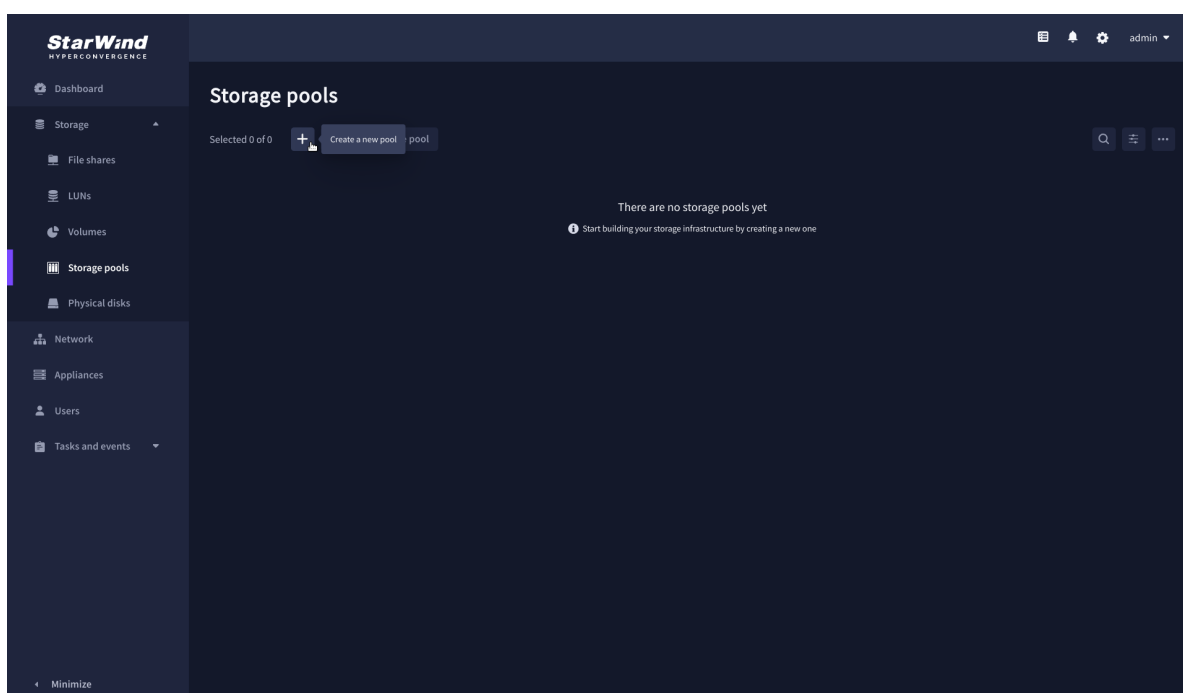 StarWind
HYPERCONVERGENCE
admin
Dashboard
Storage
File shares
LUNs
Volumes
Storage pools
Physical disks
Network
Appliances
Users
Tasks and events
Minimize
Storage pools
Selected 0 of 0
+
Create a new pool
pool
There are no storage pools yet
Start building your storage infrastructure by creating a new one